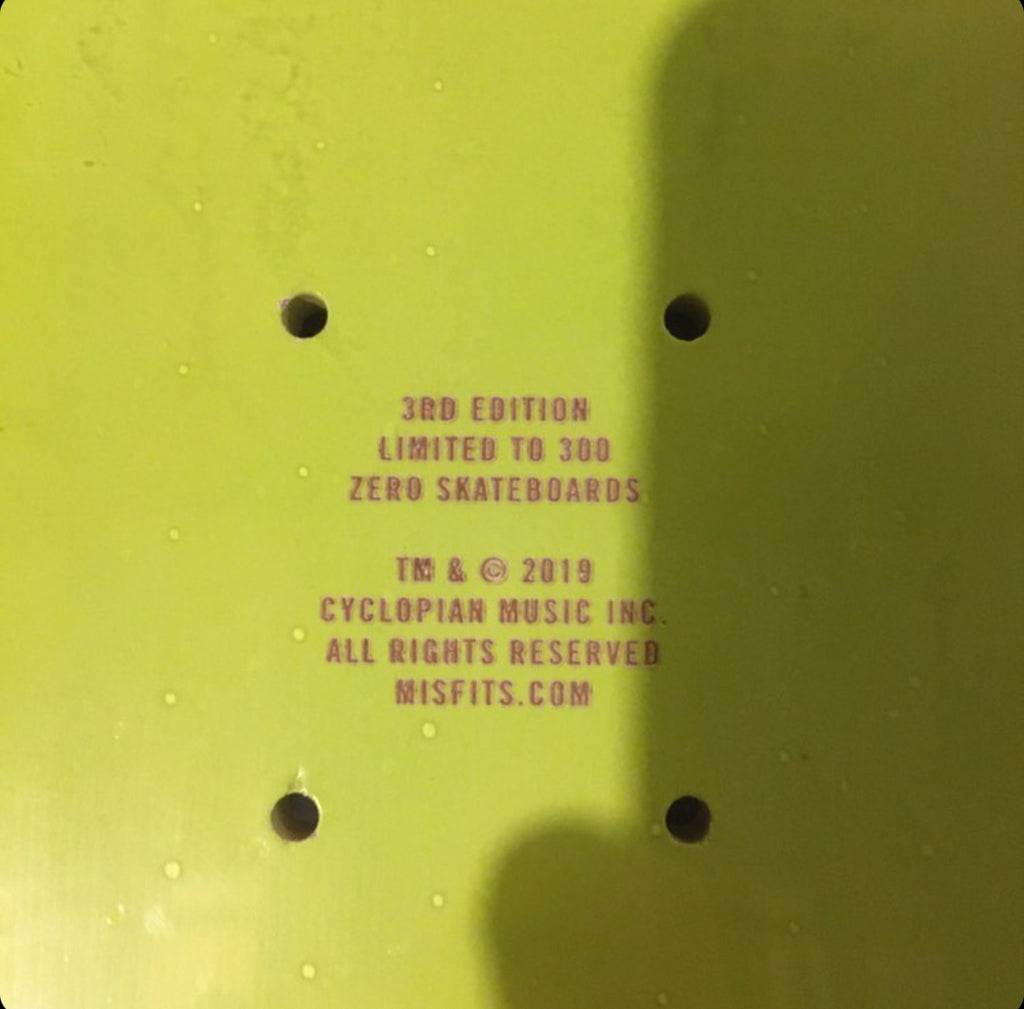 3RD EDITION
LIMITED TO 300
ZERO SKATEBOARDS
TM & © 2019
CYCLOPIAN MUSIC INC.
ALL RIGHTS RESERVED
MISFITS.COM